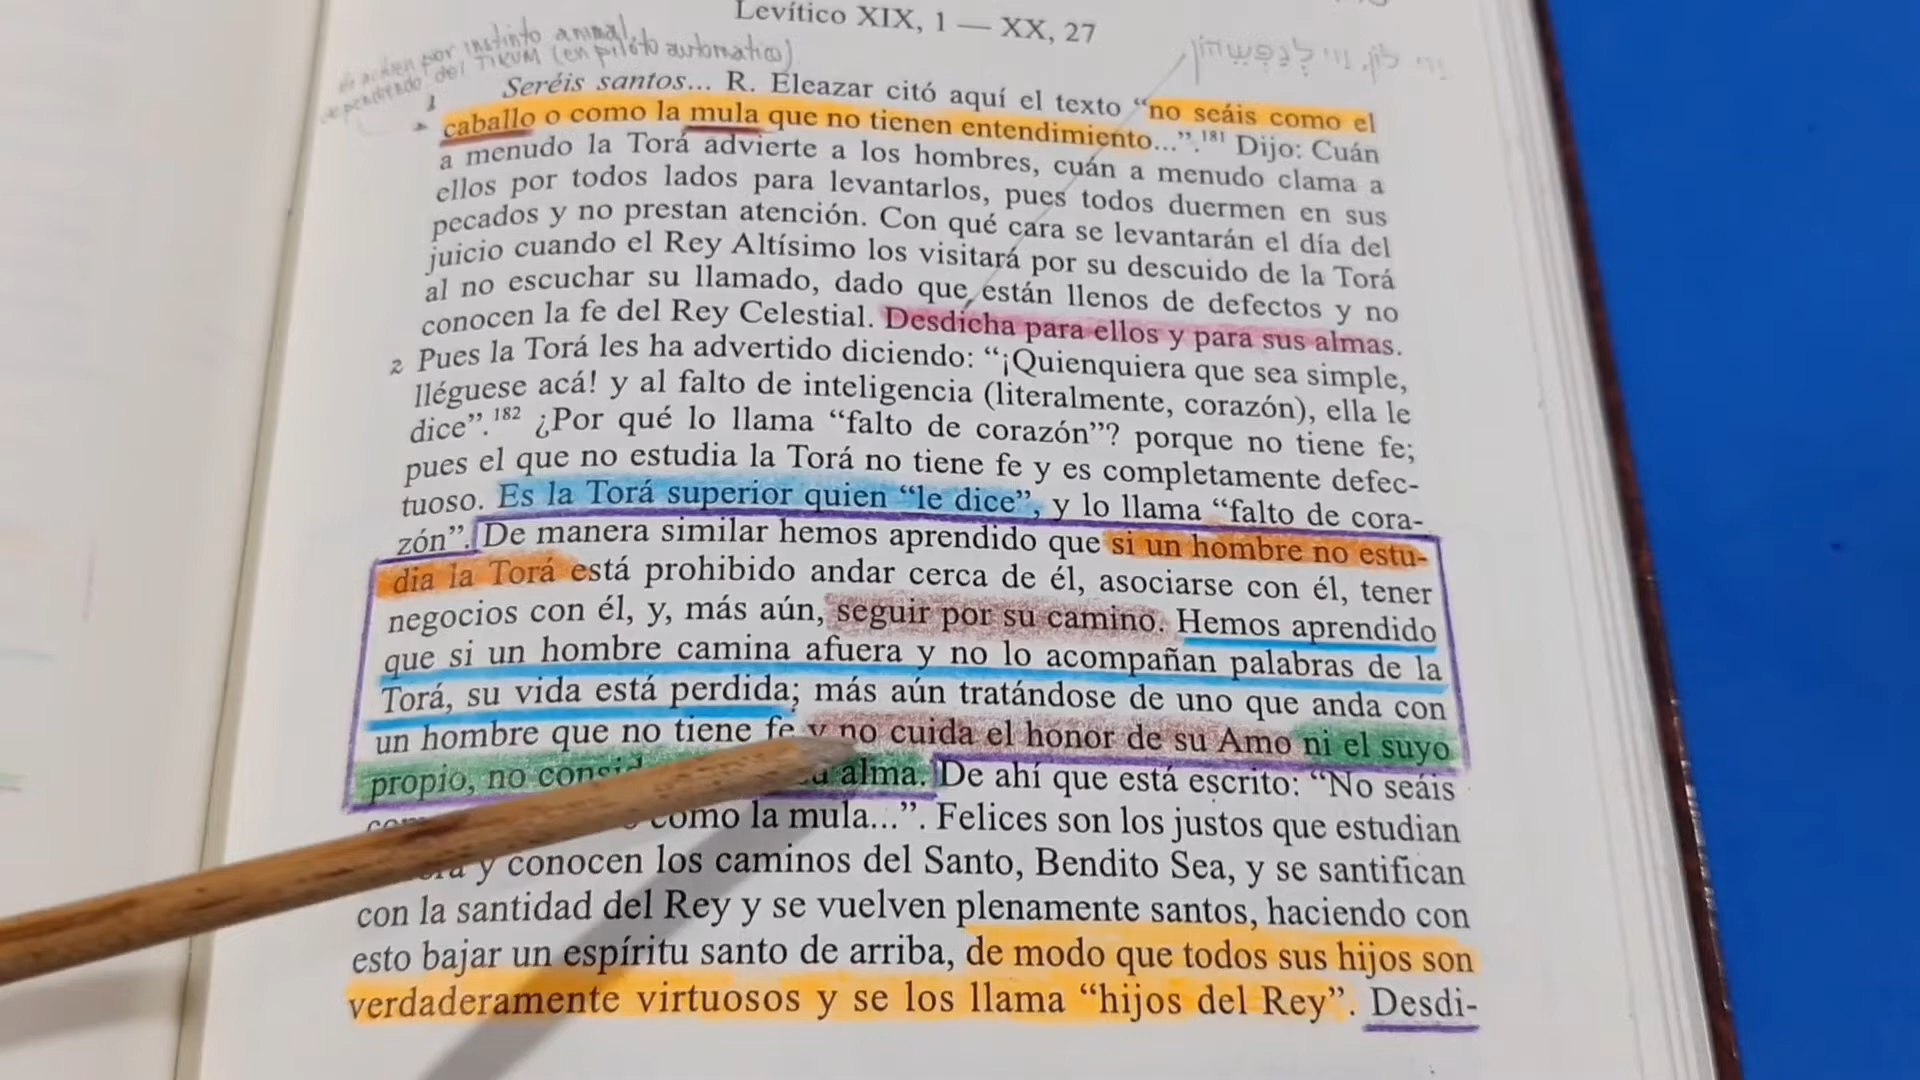 Levítico XIX, 1 — XX, 27
por instinto animal
del TIKUM (en piloto automatico)
1 Seréis santos... R. Eleazar citó aquí el texto “no seáis como el
caballo o como la mula que no tienen entendimiento...”.181 Dijo: Cuán
a menudo la Torá advierte a los hombres, cuán a menudo clama a
ellos por todos lados para levantarlos, pues todos duermen en sus
pecados y no prestan atención. Con qué cara se levantarán el día del
juicio cuando el Rey Altísimo los visitará por su descuido de la Torá
al no escuchar su llamado, dado que están llenos de defectos y no
conocen la fe del Rey Celestial. Desdicha para ellos y para sus almas.
2 Pues la Torá les ha advertido diciendo: “¡Quienquiera que sea simple,
lléguese acá! y al falto de inteligencia (literalmente, corazón), ella le
dice”.182 ¿Por qué lo llama “falto de corazón”? porque no tiene fe;
pues el que no estudia la Torá no tiene fe y es completamente defec-
tuoso. Es la Torá superior quien “le dice”, y lo llama “falto de cora-
zón”. De manera similar hemos aprendido que si un hombre no estu-
dia la Torá está prohibido andar cerca de él, asociarse con él, tener
negocios con él, y, más aún, seguir por su camino. Hemos aprendido
que si un hombre camina afuera y no lo acompañan palabras de la
Torá, su vida está perdida; más aún tratándose de uno que anda con
un hombre que no tiene fe y no cuida el honor de su Amo ni el suyo
propio, no alma. De ahí que está escrito: “No seáis
como la mula...”. Felices son los justos que estudian
y conocen los caminos del Santo, Bendito Sea, y se santifican
con la santidad del Rey y se vuelven plenamente santos, haciendo con
esto bajar un espíritu santo de arriba, de modo que todos sus hijos son
verdaderamente virtuosos y se los llama “hijos del Rey”. Desdi-